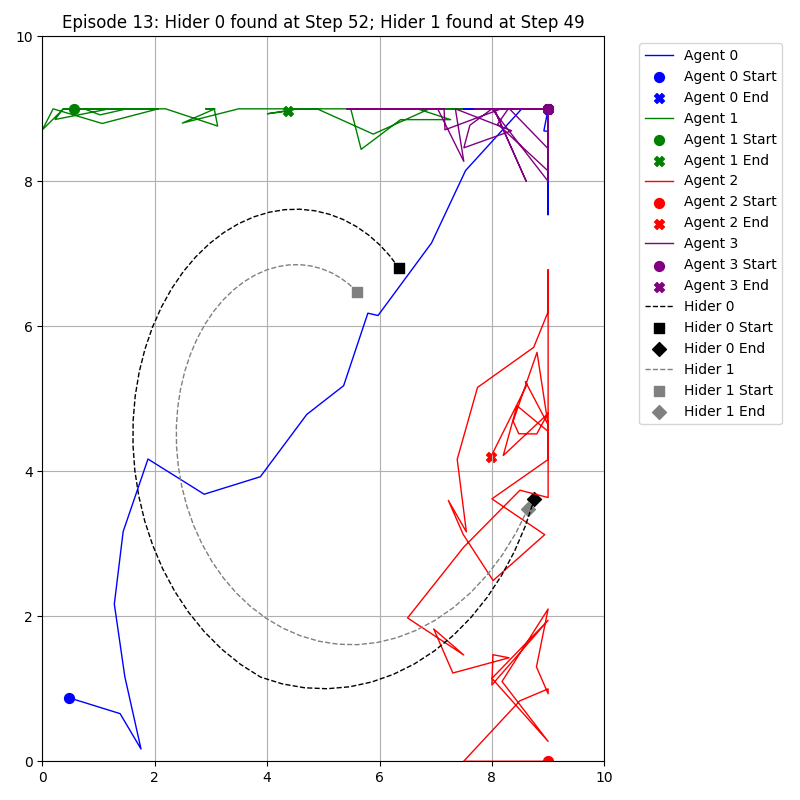 Episode 13: Hider 0 found at Step 52; Hider 1 found at Step 49
10
8
6
4
2
0
0 2 4 6 8 10
Agent 0
Agent 0 Start
Agent 0 End
Agent 1
Agent 1 Start
Agent 1 End
Agent 2
Agent 2 Start
Agent 2 End
Agent 3
Agent 3 Start
Agent 3 End
Hider 0
Hider 0 Start
Hider 0 End
Hider 1
Hider 1 Start
Hider 1 End